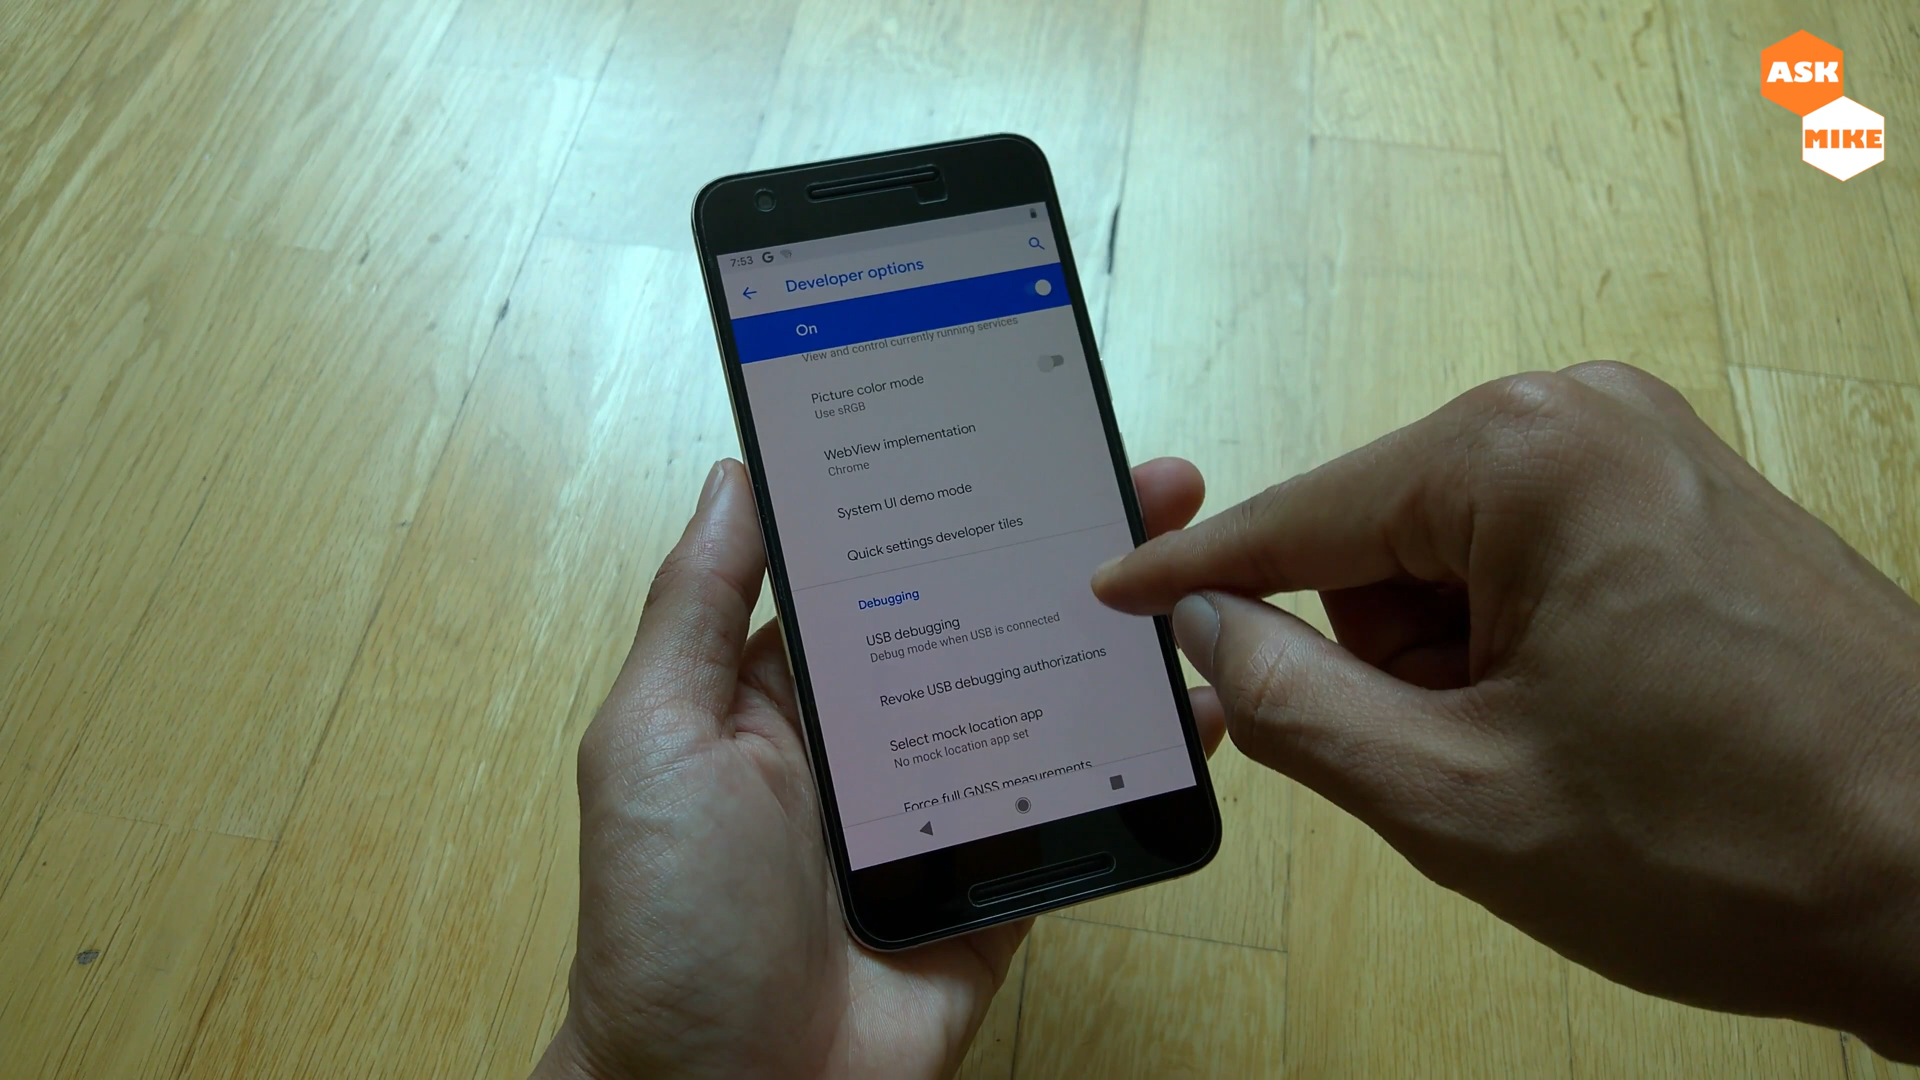 ASK
MIKE
7:53 G
Developer options
On
View and control currently running services
Picture color mode
Use sRGB
WebView implementation
Chrome
System UI demo mode
Quick settings developer tiles
Debugging
USB debugging
Debug mode when USB is connected
Revoke USB debugging authorizations
Select mock location app
No mock location app set
Force full GNSS measurements